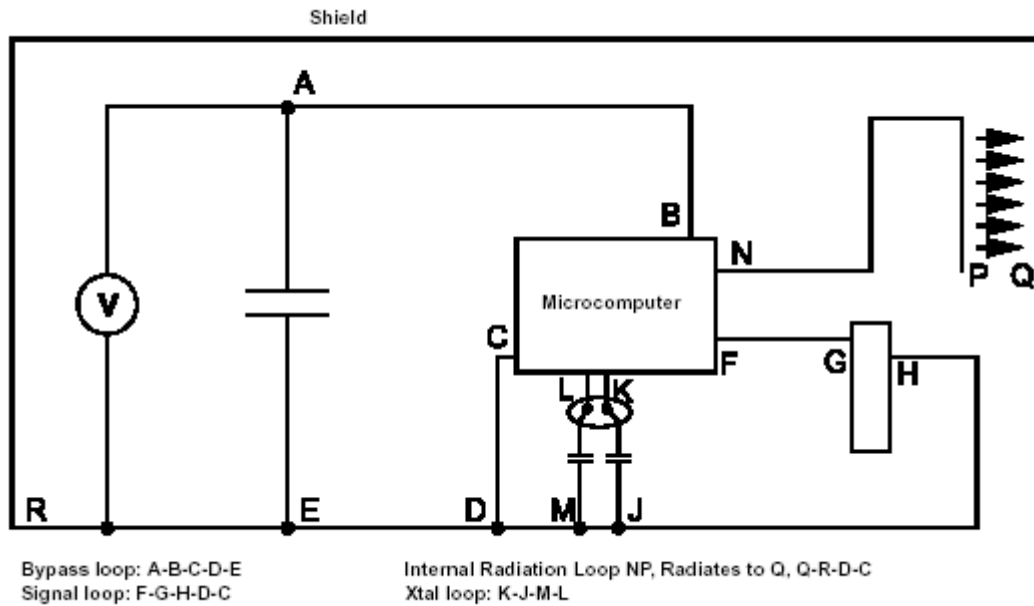 Shield
A
B
N
V
P Q
Microcomputer
C
F
G
H
L K
R
E
D
M
J
Bypass loop: A-B-C-D-E
Internal Radiation Loop NP, Radiates to Q, Q-R-D-C
Signal loop: F-G-H-D-C
Xtal loop: K-J-M-L